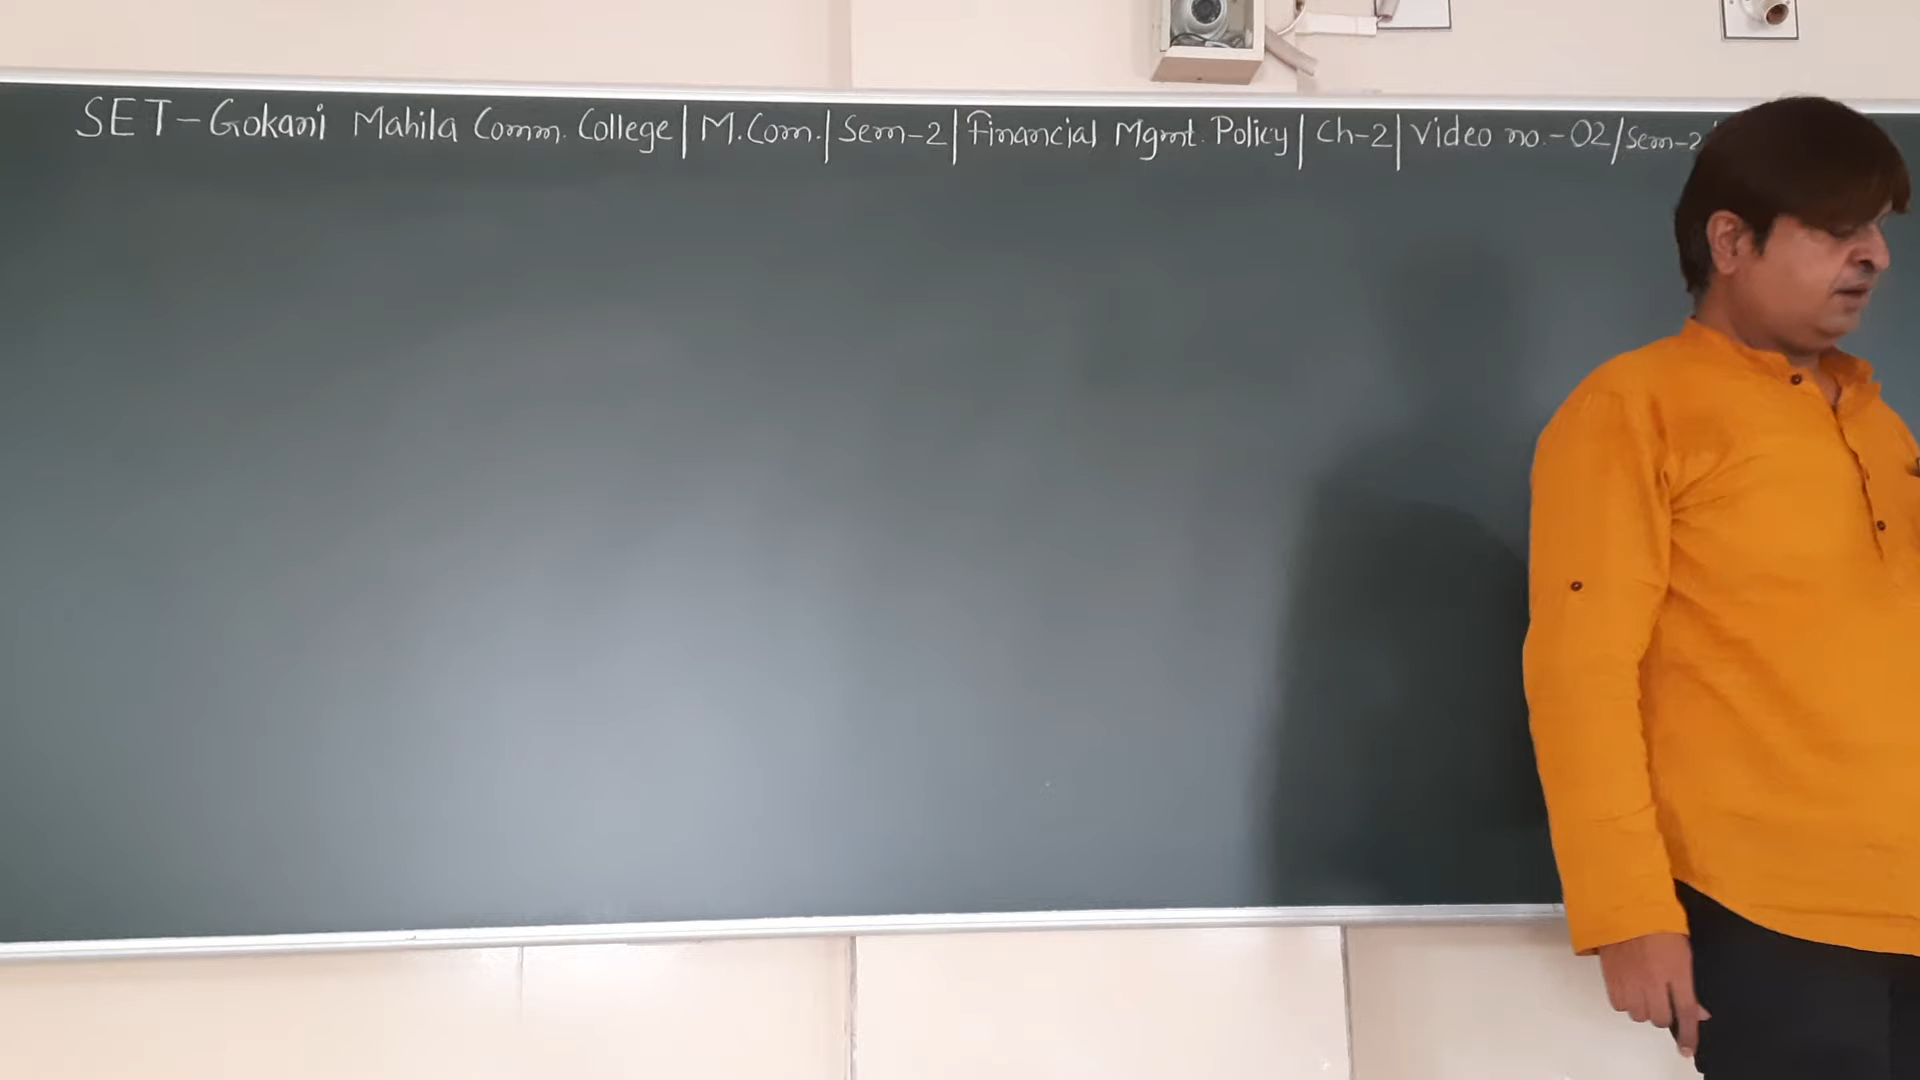 SET-Gokani Mahila Comm. College | M.Com. | Sem-2 | Financial Mgmt. Policy | Ch-2 | Video no.-02 / Sem-2